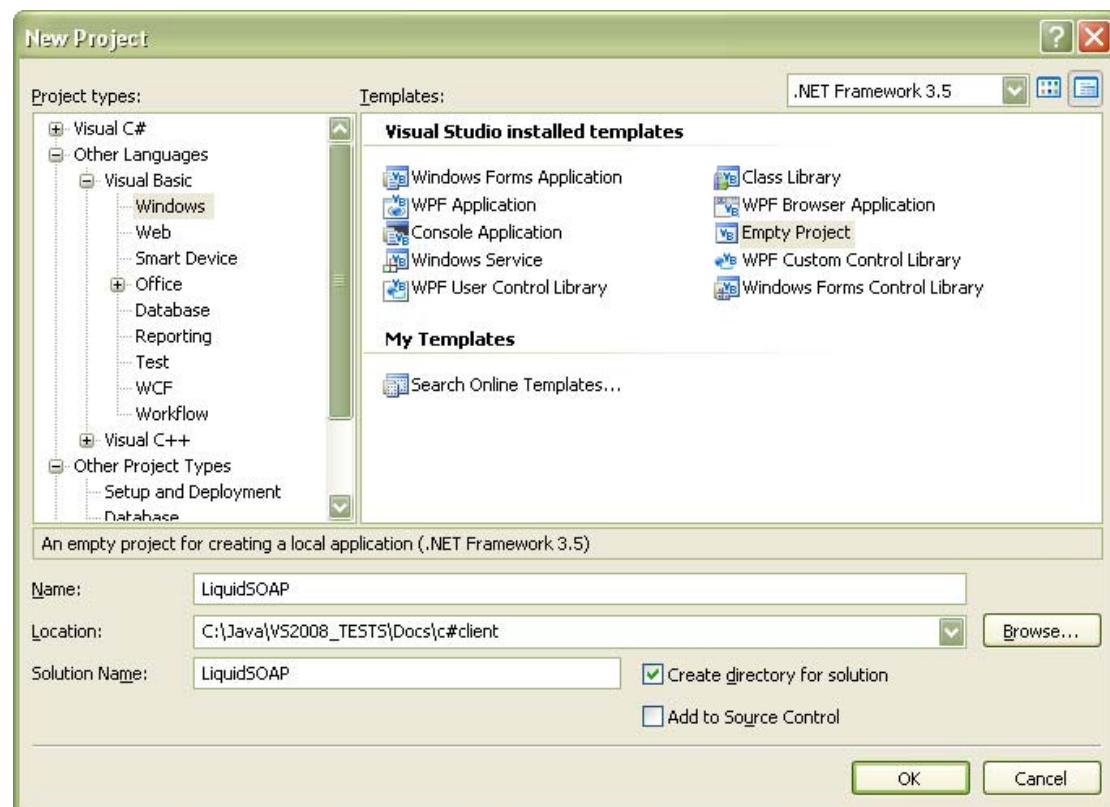 New Project
Project types:
Templates:
.NET Framework 3.5
Visual C#
Other Languages
Visual Basic
Windows
Web
Smart Device
Office
Database
Reporting
Test
WCF
Workflow
Visual C++
Other Project Types
Setup and Deployment
Database
Visual Studio installed templates
Windows Forms Application
Class Library
WPF Application
WPF Browser Application
Console Application
Empty Project
Windows Service
WPF Custom Control Library
WPF User Control Library
Windows Forms Control Library
My Templates
Search Online Templates...
An empty project for creating a local application (.NET Framework 3.5)
Name:
LiquidSOAP
Location:
C:\Java\VS2008_TESTS\Docs\c#client
Browse...
Solution Name:
LiquidSOAP
Create directory for solution
Add to Source Control
OK
Cancel